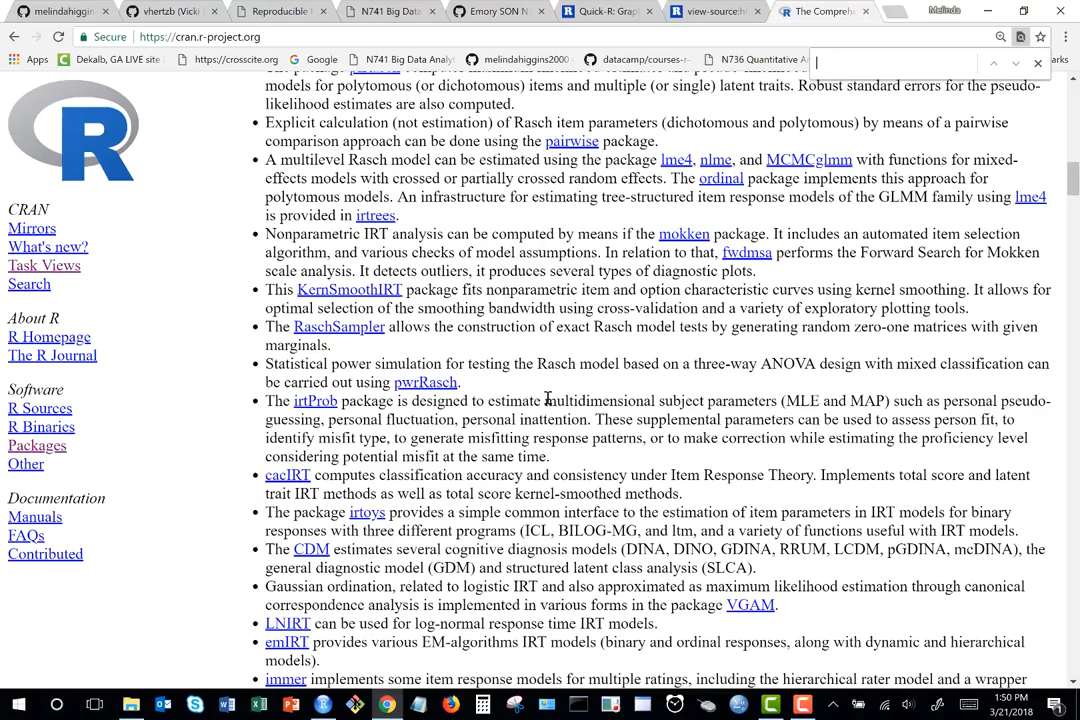 melindahiggin
vhertzb (Vicki
Reproducible
N741 Big Data
Emory SON N
Quick-R: Grap
view-source:ht
The Compreh
Melinda
Secure
https://cran.r-project.org
Apps
Dekalb, GA LIVE site
https://crosscite.org
Google
N741 Big Data Analy
melindahiggins2000
datacamp/courses-r
N736 Quantitative An
marks
models for polytomous (or dichotomous) items and multiple (or single) latent traits. Robust standard errors for the pseudo-
likelihood estimates are also computed.
Explicit calculation (not estimation) of Rasch item parameters (dichotomous and polytomous) by means of a pairwise
comparison approach can be done using the pairwise package.
A multilevel Rasch model can be estimated using the package lme4, nlme, and MCMCglmm with functions for mixed-
effects models with crossed or partially crossed random effects. The ordinal package implements this approach for
polytomous models. An infrastructure for estimating tree-structured item response models of the GLMM family using lme4
is provided in irtrees.
Nonparametric IRT analysis can be computed by means if the mokken package. It includes an automated item selection
algorithm, and various checks of model assumptions. In relation to that, fwdmsa performs the Forward Search for Mokken
scale analysis. It detects outliers, it produces several types of diagnostic plots.
This KernSmoothIRT package fits nonparametric item and option characteristic curves using kernel smoothing. It allows for
optimal selection of the smoothing bandwidth using cross-validation and a variety of exploratory plotting tools.
The RaschSampler allows the construction of exact Rasch model tests by generating random zero-one matrices with given
marginals.
Statistical power simulation for testing the Rasch model based on a three-way ANOVA design with mixed classification can
be carried out using pwrRasch.
The irtProb package is designed to estimate multidimensional subject parameters (MLE and MAP) such as personal pseudo-
guessing, personal fluctuation, personal inattention. These supplemental parameters can be used to assess person fit, to
identify misfit type, to generate misfitting response patterns, or to make correction while estimating the proficiency level
considering potential misfit at the same time.
cacIRT computes classification accuracy and consistency under Item Response Theory. Implements total score and latent
trait IRT methods as well as total score kernel-smoothed methods.
The package irtoys provides a simple common interface to the estimation of item parameters in IRT models for binary
responses with three different programs (ICL, BILOG-MG, and ltm, and a variety of functions useful with IRT models.
The CDM estimates several cognitive diagnosis models (DINA, DINO, GDINA, RRUM, LCDM, pGDINA, mcDINA), the
general diagnostic model (GDM) and structured latent class analysis (SLCA).
Gaussian ordination, related to logistic IRT and also approximated as maximum likelihood estimation through canonical
correspondence analysis is implemented in various forms in the package VGAM.
LNIRT can be used for log-normal response time IRT models.
emIRT provides various EM-algorithms IRT models (binary and ordinal responses, along with dynamic and hierarchical
models).
immer implements some item response models for multiple ratings, including the hierarchical rater model and a wrapper
R
CRAN
Mirrors
What's new?
Task Views
Search
About R
R Homepage
The R Journal
Software
R Sources
R Binaries
Packages
Other
Documentation
Manuals
FAQs
Contributed
1:50 PM
3/21/2018